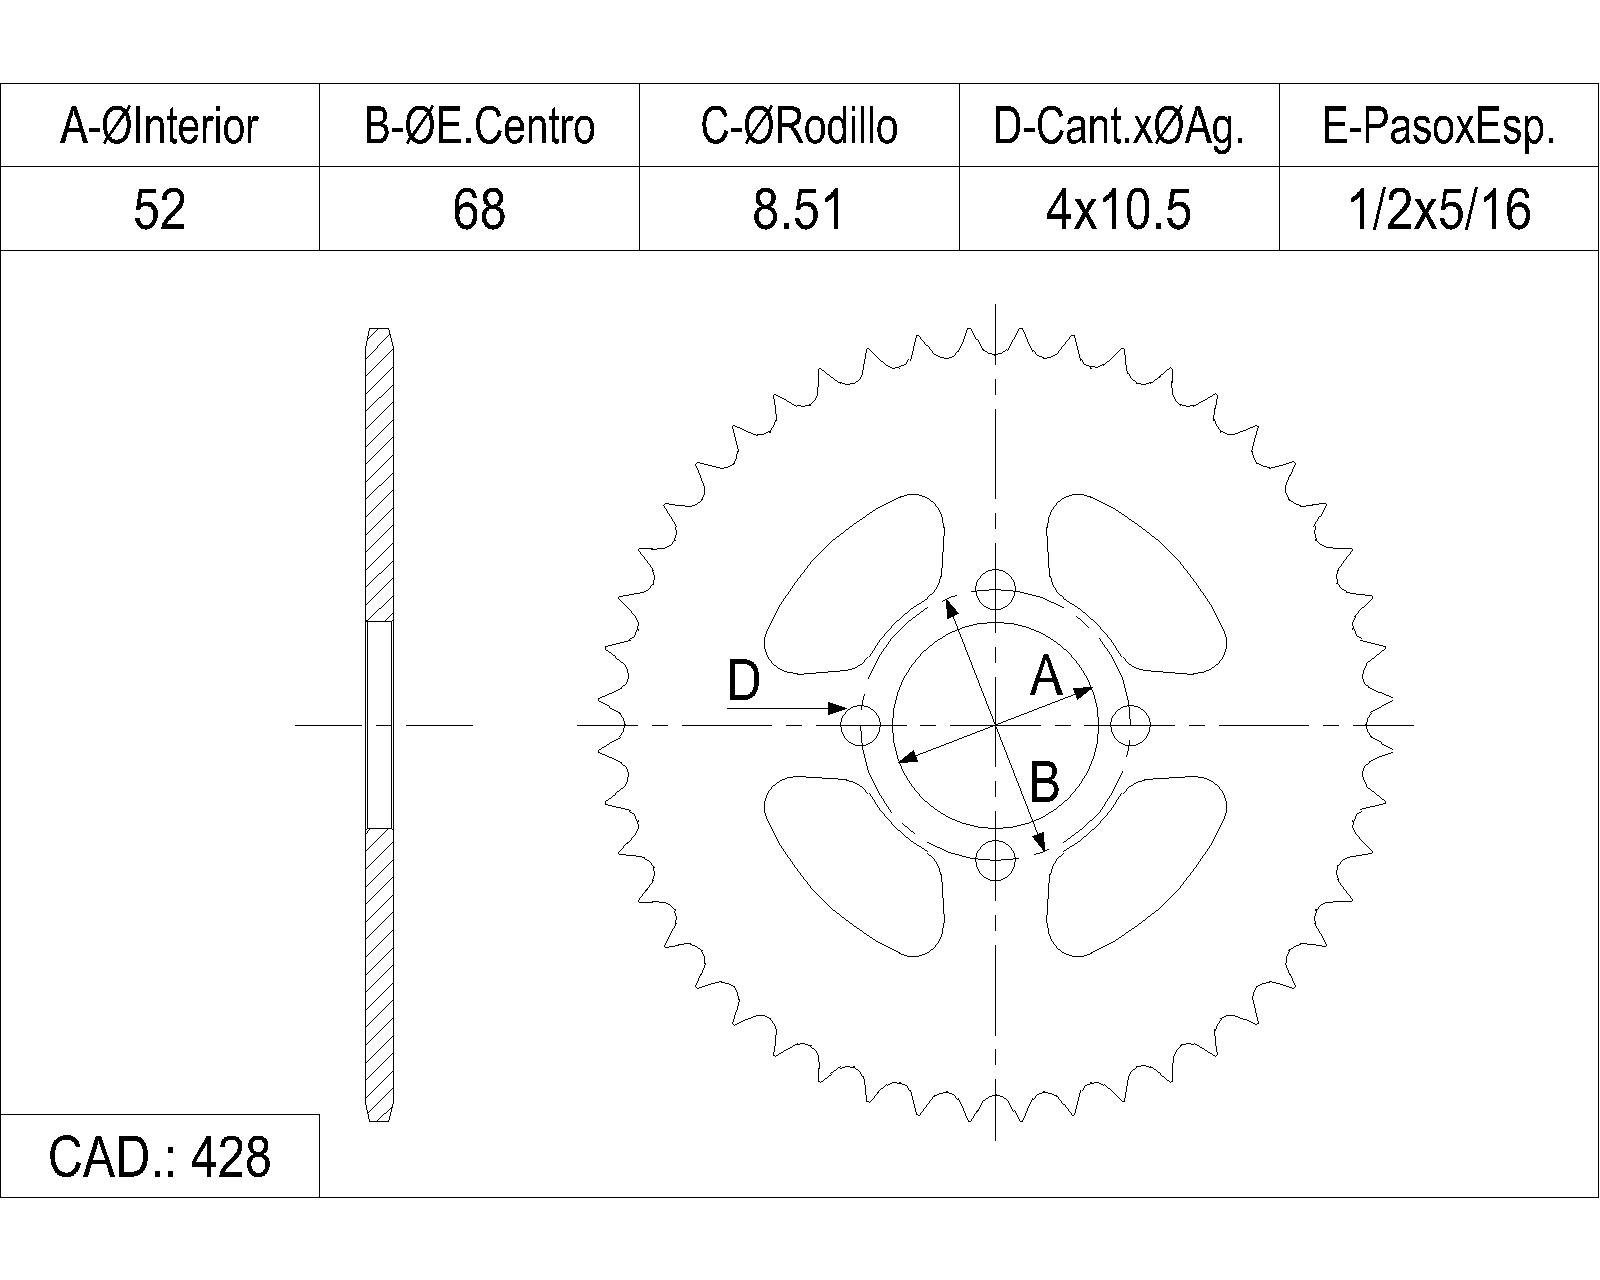 A-ØInterior B-ØE.Centro C-ØRodillo D-Cant.xØAg. E-PasoxEsp.
52 68 8.51 4x10.5 1/2x5/16
A
D
B
CAD.: 428